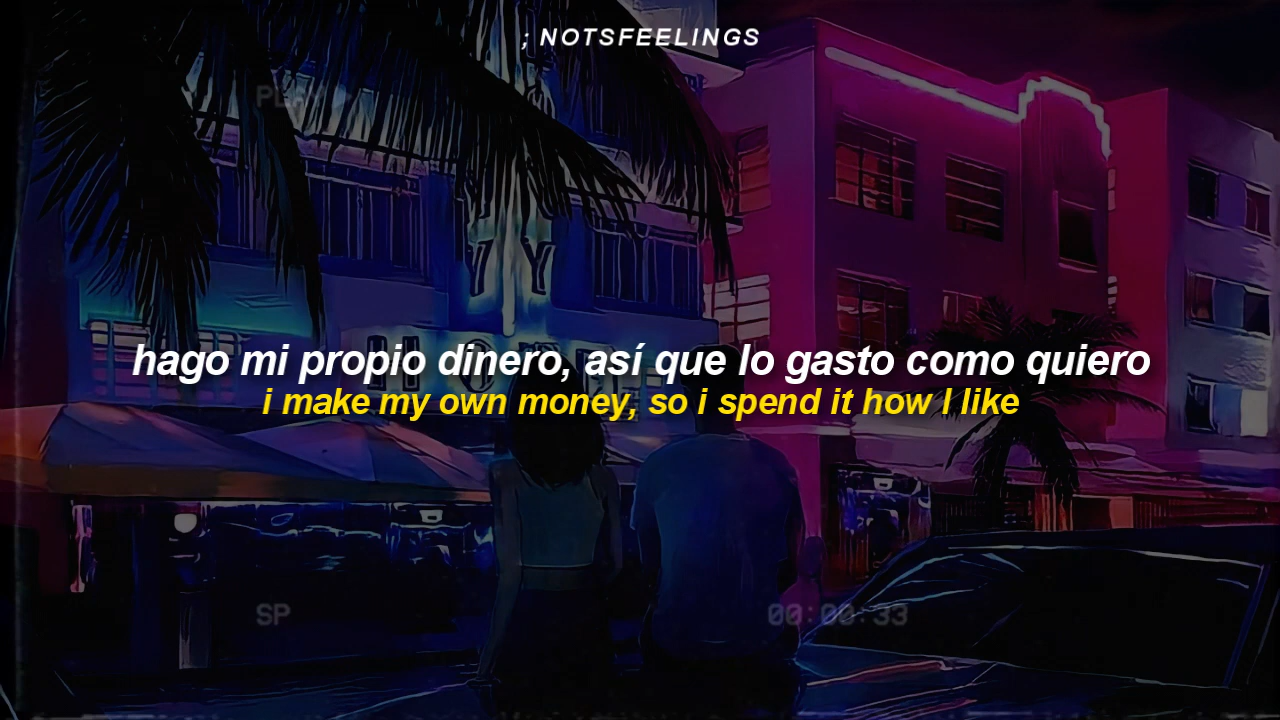 ; NOTSFEELINGS
PLAY
hago mi propio dinero, así que lo gasto como quiero
i make my own money, so i spend it how I like
SP
00:00:33